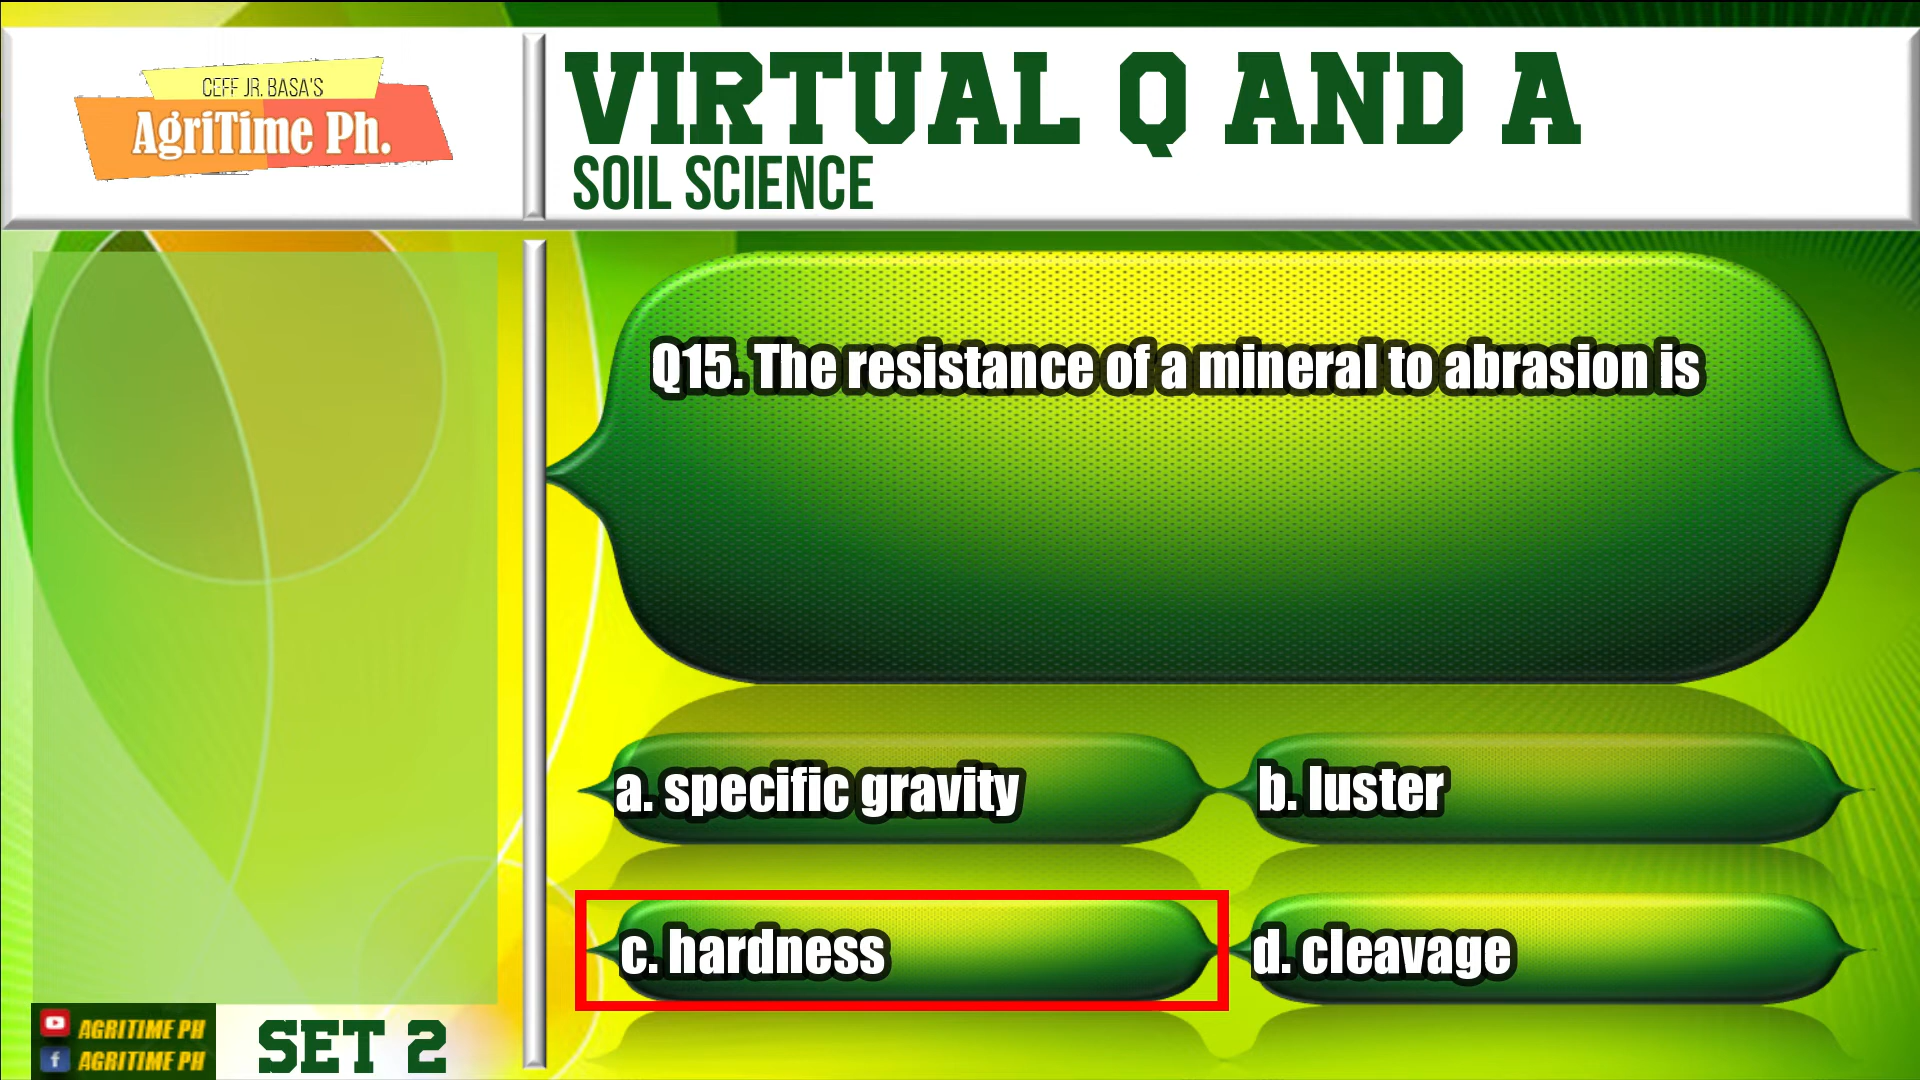 CEFF JR. BASA'S
AgriTime Ph.
VIRTUAL Q AND A
SOIL SCIENCE
Q15. The resistance of a mineral to abrasion is
a. specific gravity
b. luster
c. hardness
d. cleavage
AGRITIME PH
AGRITIME PH
SET 2